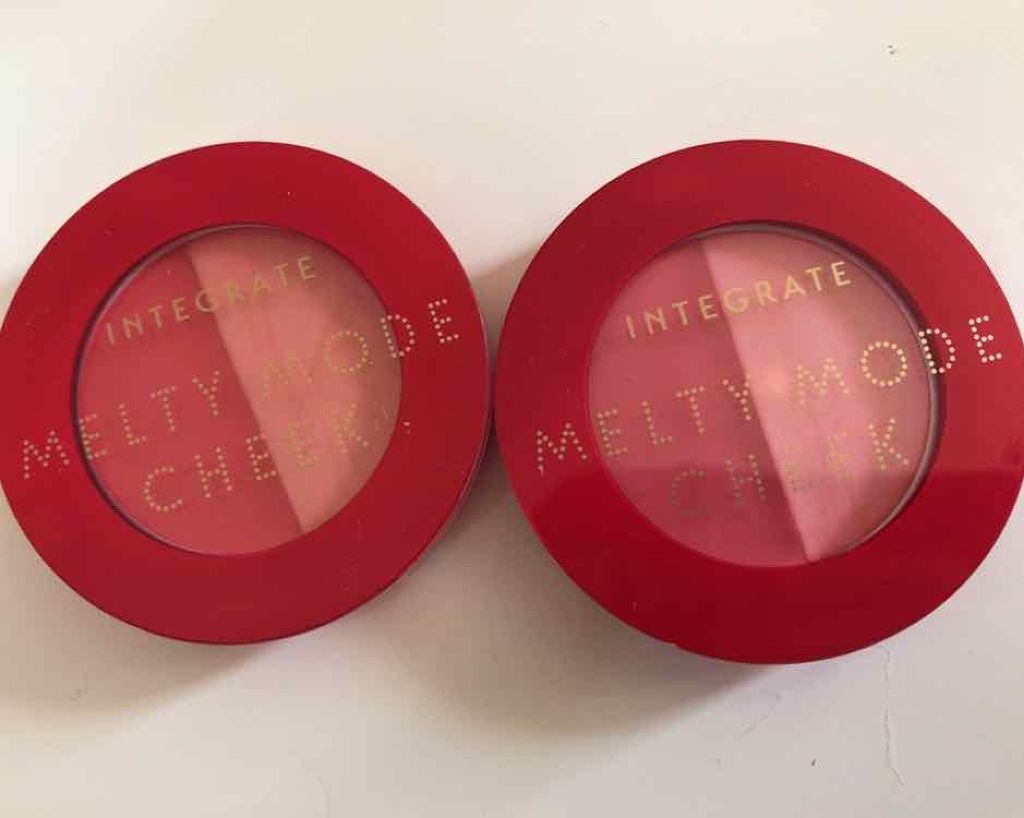 INTEGRATE
MELTY MODE
CHEEK
INTEGRATE
MELTY MODE
CHEEK